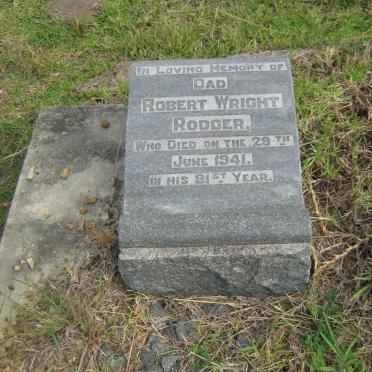 In Loving Memory of
Dad
Robert Wright
Rodger,
Who Died on the 29th
June 1941.
in his 81st Year.